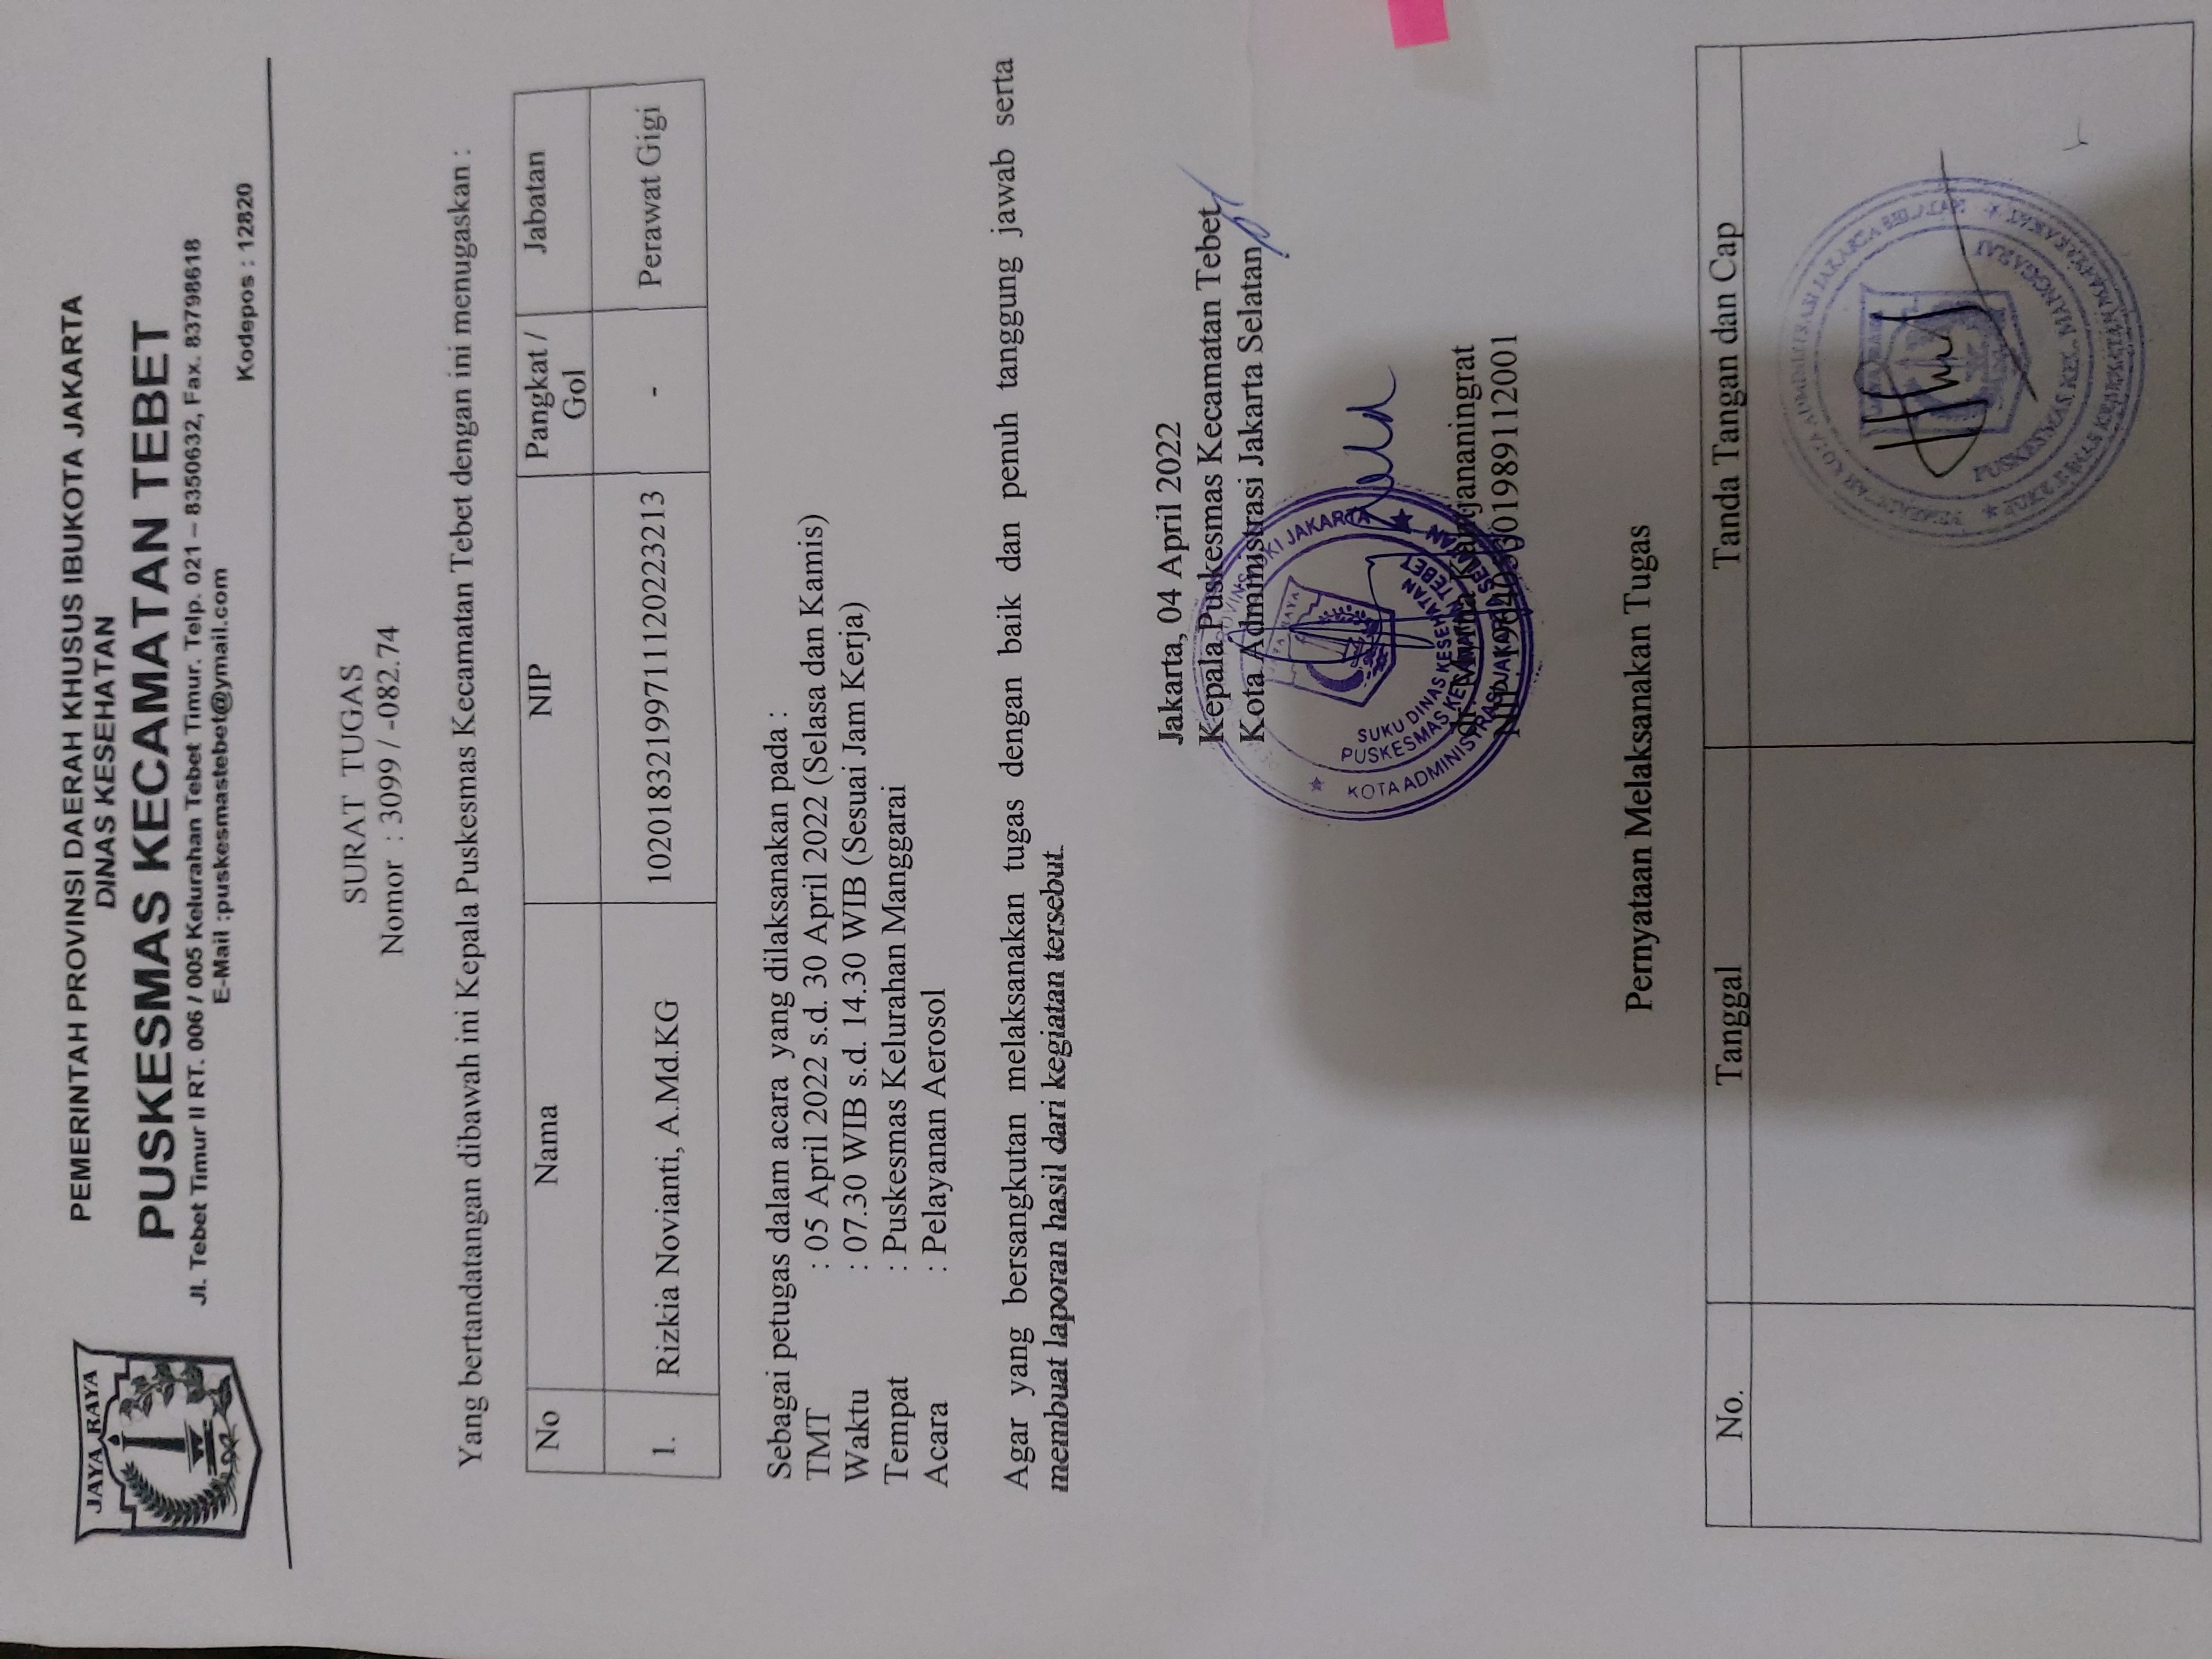 JAYA RAYA
PEMERINTAH PROVINSI DAERAH KHUSUS IBUKOTA JAKARTA
DINAS KESEHATAN
PUSKESMAS KECAMATAN TEBET
Jl. Tebet Timur II RT. 006 / 005 Kelurahan Tebet Timur. Telp. 021 – 8350632, Fax. 83798618
E-Mail :puskesmastebet@ymail.com
Kodepos : 12820
SURAT TUGAS
Nomor : 3099 / -082.74
Yang bertandatangan dibawah ini Kepala Puskesmas Kecamatan Tebet dengan ini menugaskan :
No Nama NIP Pangkat / Gol Jabatan
1. Rizkia Novianti, A.Md.KG 10201832199711120223213 - Perawat Gigi
Sebagai petugas dalam acara yang dilaksanakan pada :
TMT : 05 April 2022 s.d. 30 April 2022 (Selasa dan Kamis)
Waktu : 07.30 WIB s.d. 14.30 WIB (Sesuai Jam Kerja)
Tempat : Puskesmas Kelurahan Manggarai
Acara : Pelayanan Aerosol
Agar yang bersangkutan melaksanakan tugas dengan baik dan penuh tanggung jawab serta
membuat laporan hasil dari kegiatan tersebut.
Jakarta, 04 April 2022
Kepala Puskesmas Kecamatan Tebet
Kota Administrasi Jakarta Selatan
PROVINSI DKI JAKARTA
JAYA RAYA
SUKU DINAS KESEHATAN
PUSKESMAS KECAMATAN TEBET
KOTA ADMINISTRASI JAKARTA SELATAN
dr. Myrna Kantjananingrat
NIP. 196405301989112001
Pernyataan Melaksanakan Tugas
No. Tanggal Tanda Tangan dan Cap
KOTA ADMINISTRASI JAKARTA
JAYA RAYA
PUSKESMAS KEL. MANGGARAI
KESEHATAN MASYARAKAT